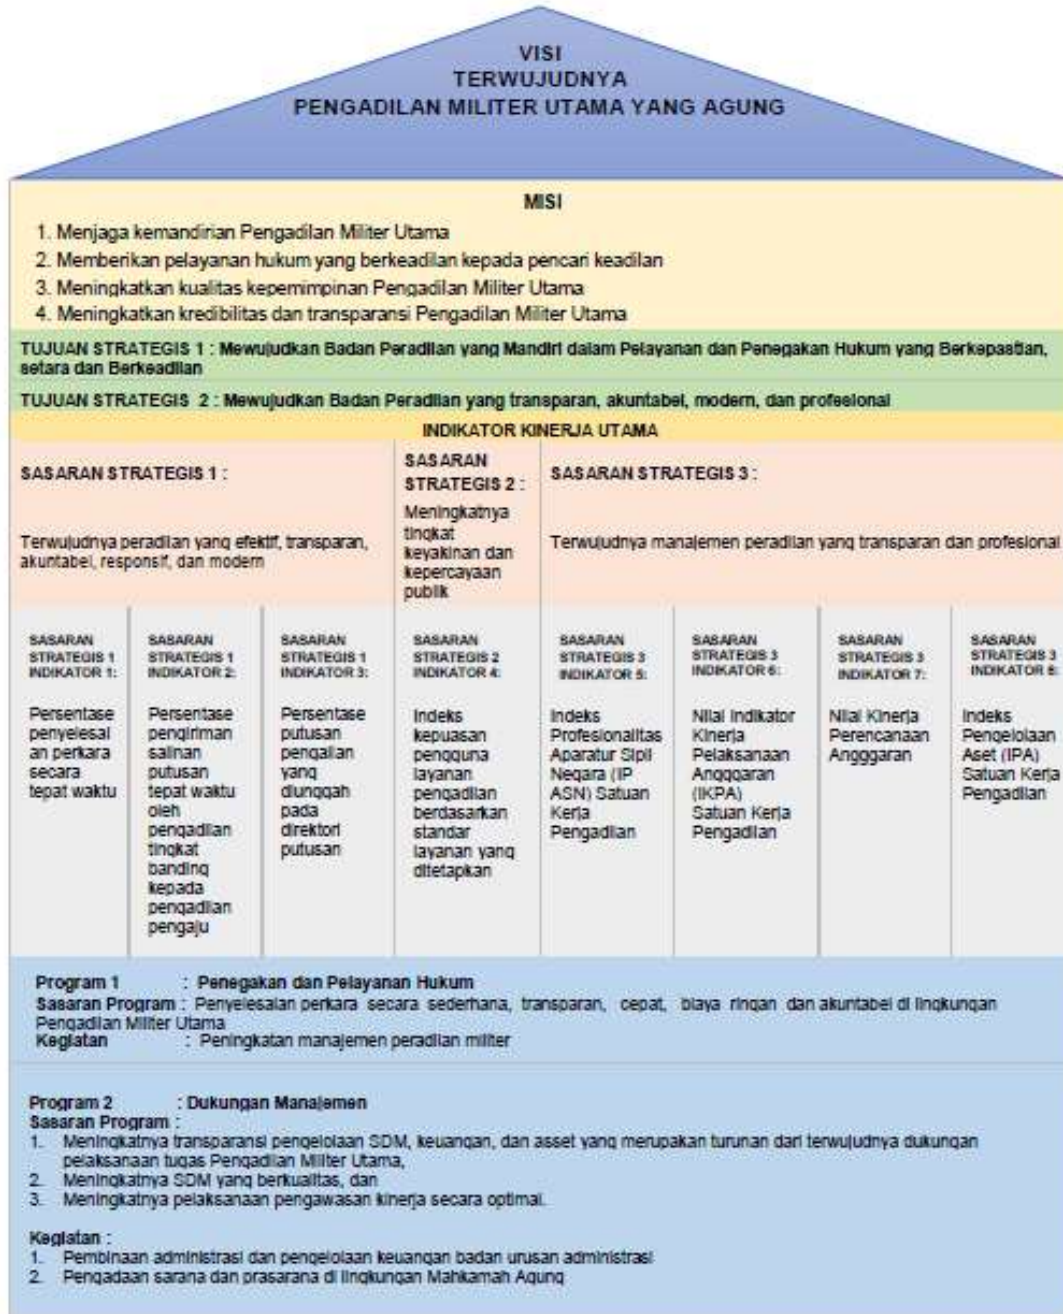 VISI
TERWUJUDNYA
PENGADILAN MILITER UTAMA YANG AGUNG
MISI
1. Menjaga kemandirian Pengadilan Militer Utama
2. Memberikan pelayanan hukum yang berkeadilan kepada pencari keadilan
3. Meningkatkan kualitas kepemimpinan Pengadilan Militer Utama
4. Meningkatkan kredibilitas dan transparansi Pengadilan Militer Utama
TUJUAN STRATEGIS 1 : Mewujudkan Badan Peradilan yang Mandiri dalam Pelayanan dan Penegakan Hukum yang Berkepastian,
setara dan Berkeadilan
TUJUAN STRATEGIS 2 : Mewujudkan Badan Peradilan yang transparan, akuntabel, modern, dan profesional
INDIKATOR KINERJA UTAMA
SASARAN STRATEGIS 1 :
Terwujudnya peradilan yang efektif, transparan,
akuntabel, responsif, dan modern
SASARAN
STRATEGIS 2 :
Meningkatnya
tingkat
keyakinan dan
kepercayaan
publik
SASARAN STRATEGIS 3 :
Terwujudnya manajemen peradilan yang transparan dan profesional
SASARAN
STRATEGIS 1
INDIKATOR 1:
Persentase
penyelesai
an perkara
secara
tepat waktu
SASARAN
STRATEGIS 1
INDIKATOR 2:
Persentase
pengiriman
salinan
putusan
tepat waktu
oleh
pengadilan
tingkat
banding
kepada
pengadilan
pengaju
SASARAN
STRATEGIS 1
INDIKATOR 3:
Persentase
putusan
pengailan
yang
diunggah
pada
direktori
putusan
SASARAN
STRATEGIS 2
INDIKATOR 4:
Indeks
kepuasan
pengguna
layanan
pengadilan
berdasarkan
standar
layanan yang
ditetapkan
SASARAN
STRATEGIS 3
INDIKATOR 5:
Indeks
Profesionalitas
Aparatur Sipil
Negara (IP
ASN) Satuan
Kerja
Pengadilan
SASARAN
STRATEGIS 3
INDIKATOR 6:
Nilai Indikator
Kinerja
Pelaksanaan
Angggaran
(IKPA)
Satuan Kerja
Pengadilan
SASARAN
STRATEGIS 3
INDIKATOR 7:
Nilai Kinerja
Perencanaan
Angggaran
SASARAN
STRATEGIS 3
INDIKATOR 8:
Indeks
Pengelolaan
Aset (IPA)
Satuan Kerja
Pengadilan
Program 1 : Penegakan dan Pelayanan Hukum
Sasaran Program : Penyelesaian perkara secara sederhana, transparan, cepat, biaya ringan dan akuntabel di lingkungan
Pengadilan Militer Utama
Kegiatan : Peningkatan manajemen peradilan militer
Program 2 : Dukungan Manajemen
Sasaran Program :
1. Meningkatnya transparansi pengelolaan SDM, keuangan, dan asset yang merupakan turunan dari terwujudnya dukungan
pelaksanaan tugas Pengadilan Militer Utama,
2. Meningkatnya SDM yang berkualitas, dan
3. Meningkatnya pelaksanaan pengawasan kinerja secara optimal.
Kegiatan :
1. Pembinaan administrasi dan pengelolaan keuangan badan urusan administrasi
2. Pengadaan sarana dan prasarana di lingkungan Mahkamah Agung